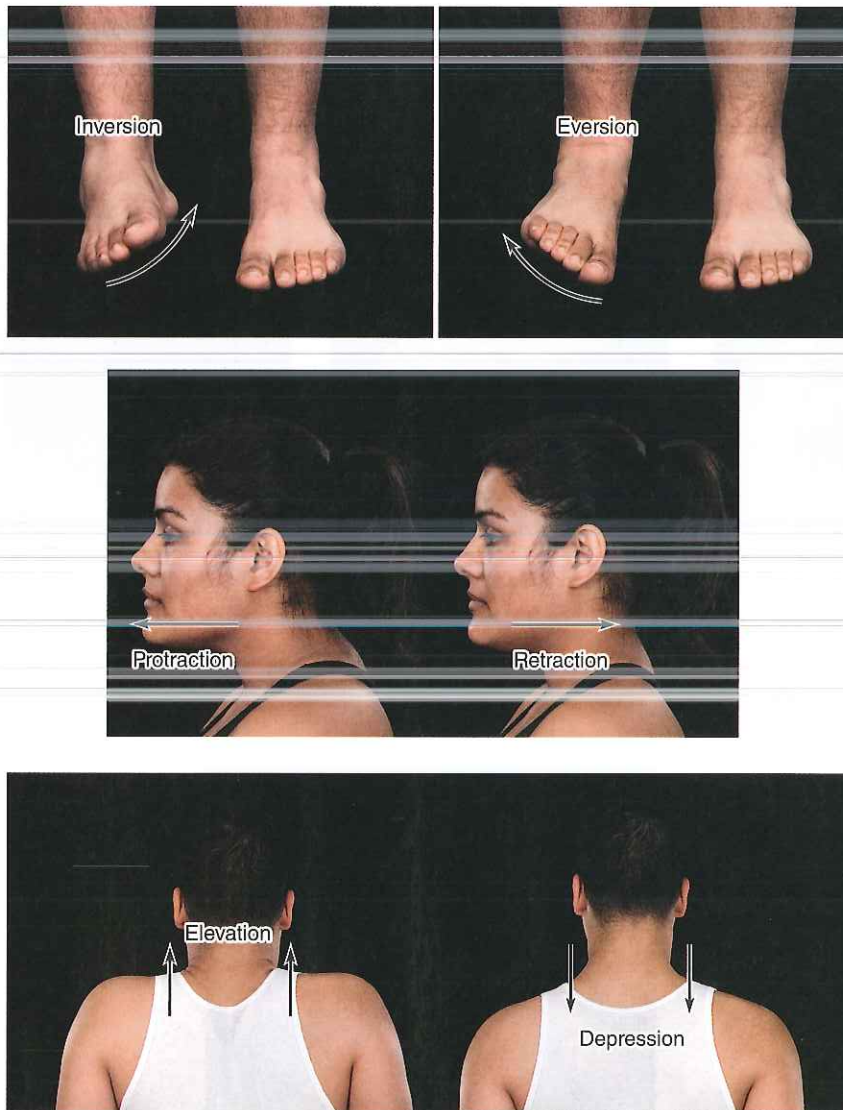 Inversion
Eversion
Protraction
Retraction
Elevation
Depression